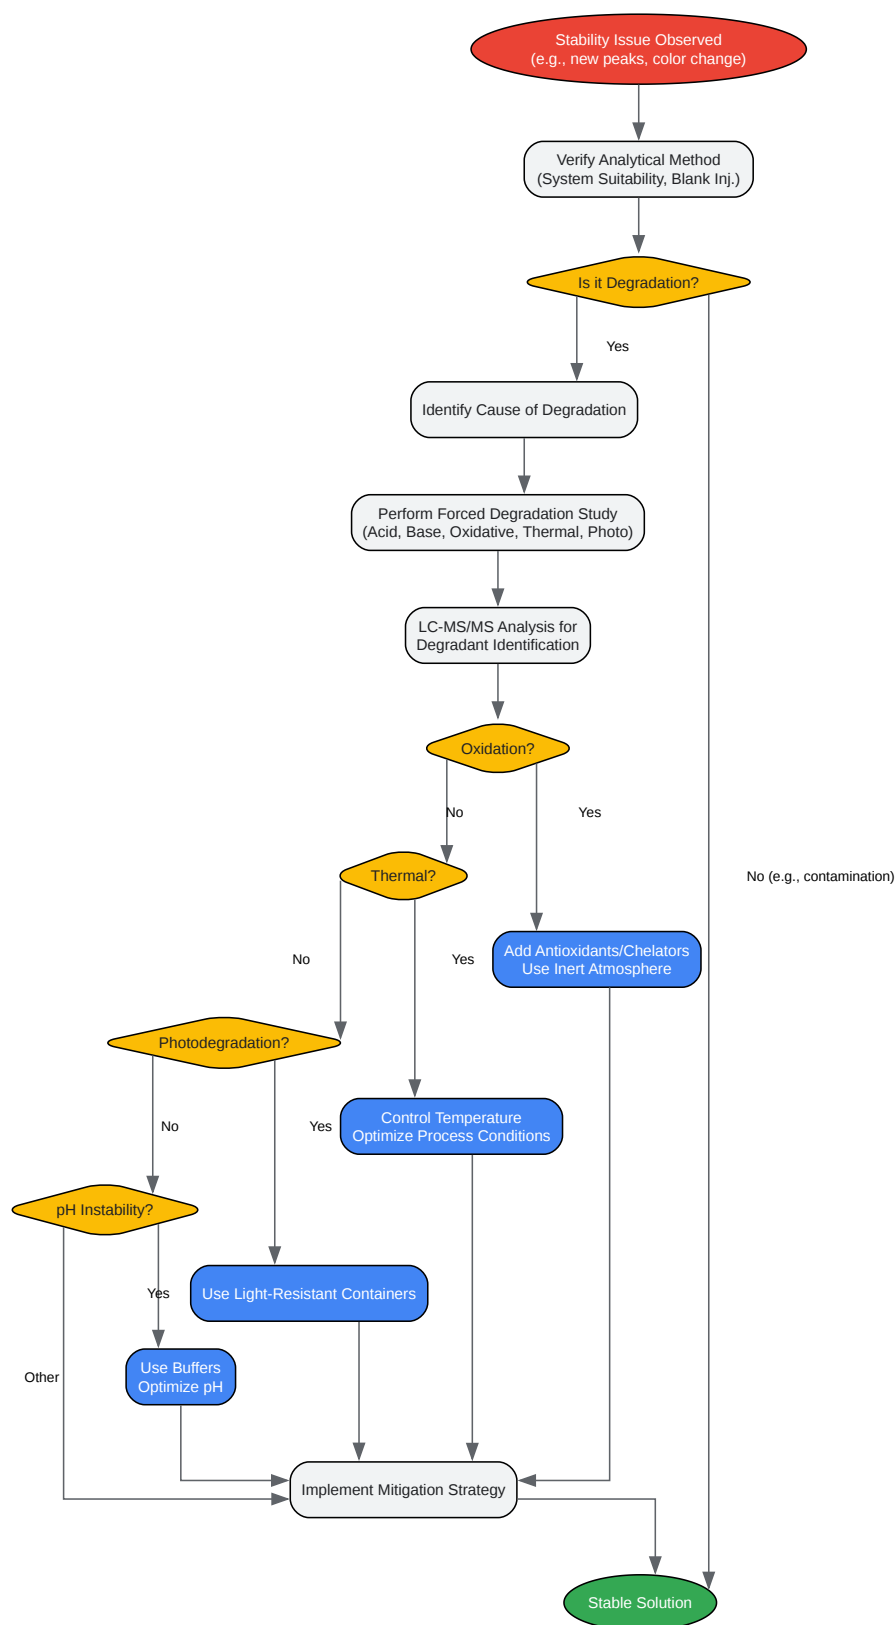 Stability Issue Observed
(e.g., new peaks, color change)
Verify Analytical Method
(System Suitability, Blank Inj.)
Is it Degradation?
Yes
Identify Cause of Degradation
Perform Forced Degradation Study
(Acid, Base, Oxidative, Thermal, Photo)
LC-MS/MS Analysis for
Degradant Identification
Oxidation?
No
Yes
Thermal?
No (e.g., contamination)
No
Yes
Add Antioxidants/Chelators
Use Inert Atmosphere
Photodegradation?
No
Yes
Control Temperature
Optimize Process Conditions
pH Instability?
Yes
Use Light-Resistant Containers
Other
Use Buffers
Optimize pH
Implement Mitigation Strategy
Stable Solution